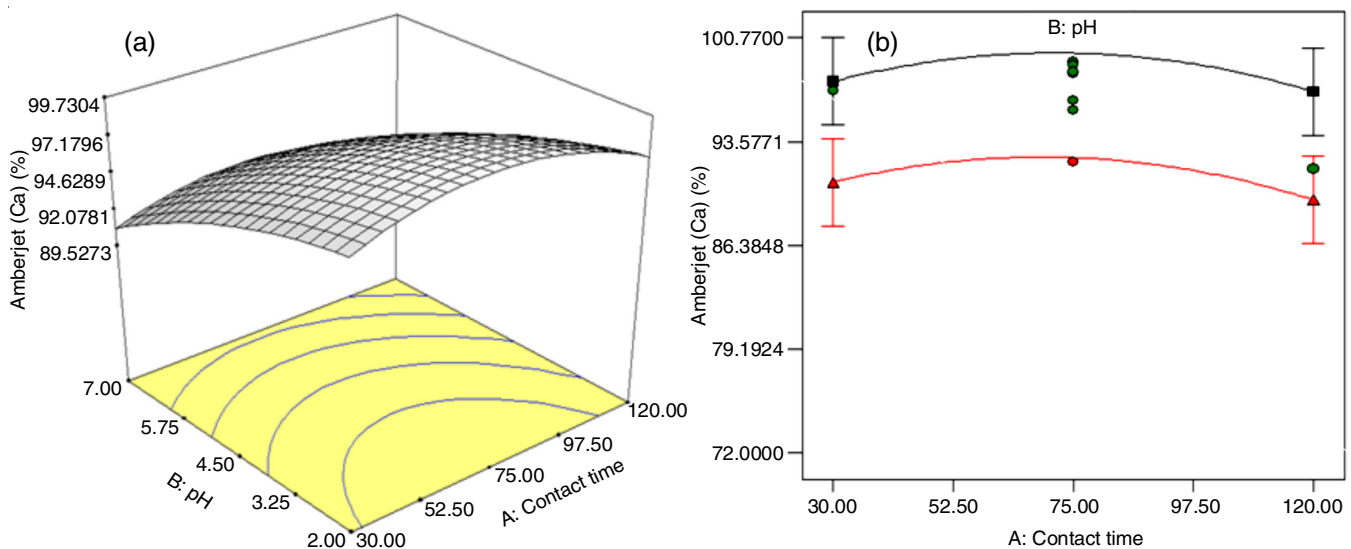 (a)
99.7304
97.1796
94.6289
92.0781
89.5273
Amberjet (Ca) (%)
7.00
5.75
4.50
3.25
2.00
B: pH
30.00
52.50
75.00
97.50
120.00
A: Contact time
(b)
B: pH
100.7700
93.5771
86.3848
79.1924
72.0000
Amberjet (Ca) (%)
30.00 52.50 75.00 97.50 120.00
A: Contact time